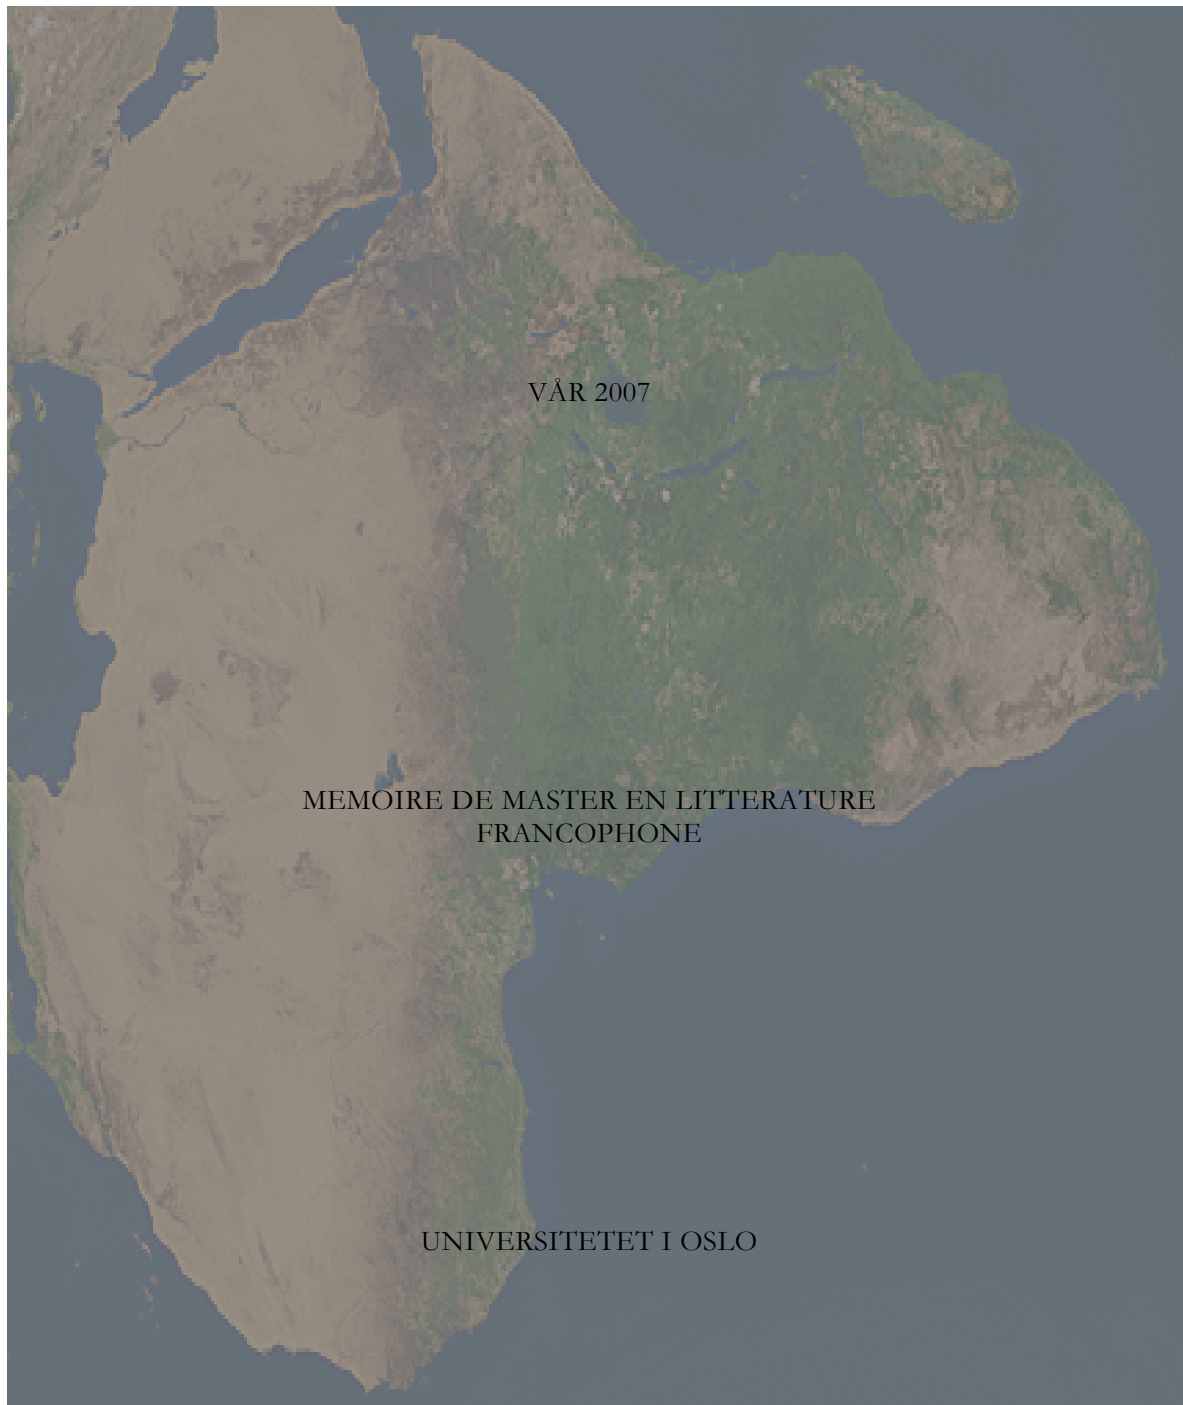 VÅR 2007
MEMOIRE DE MASTER EN LITTERATURE
FRANCOPHONE
UNIVERSITETET I OSLO